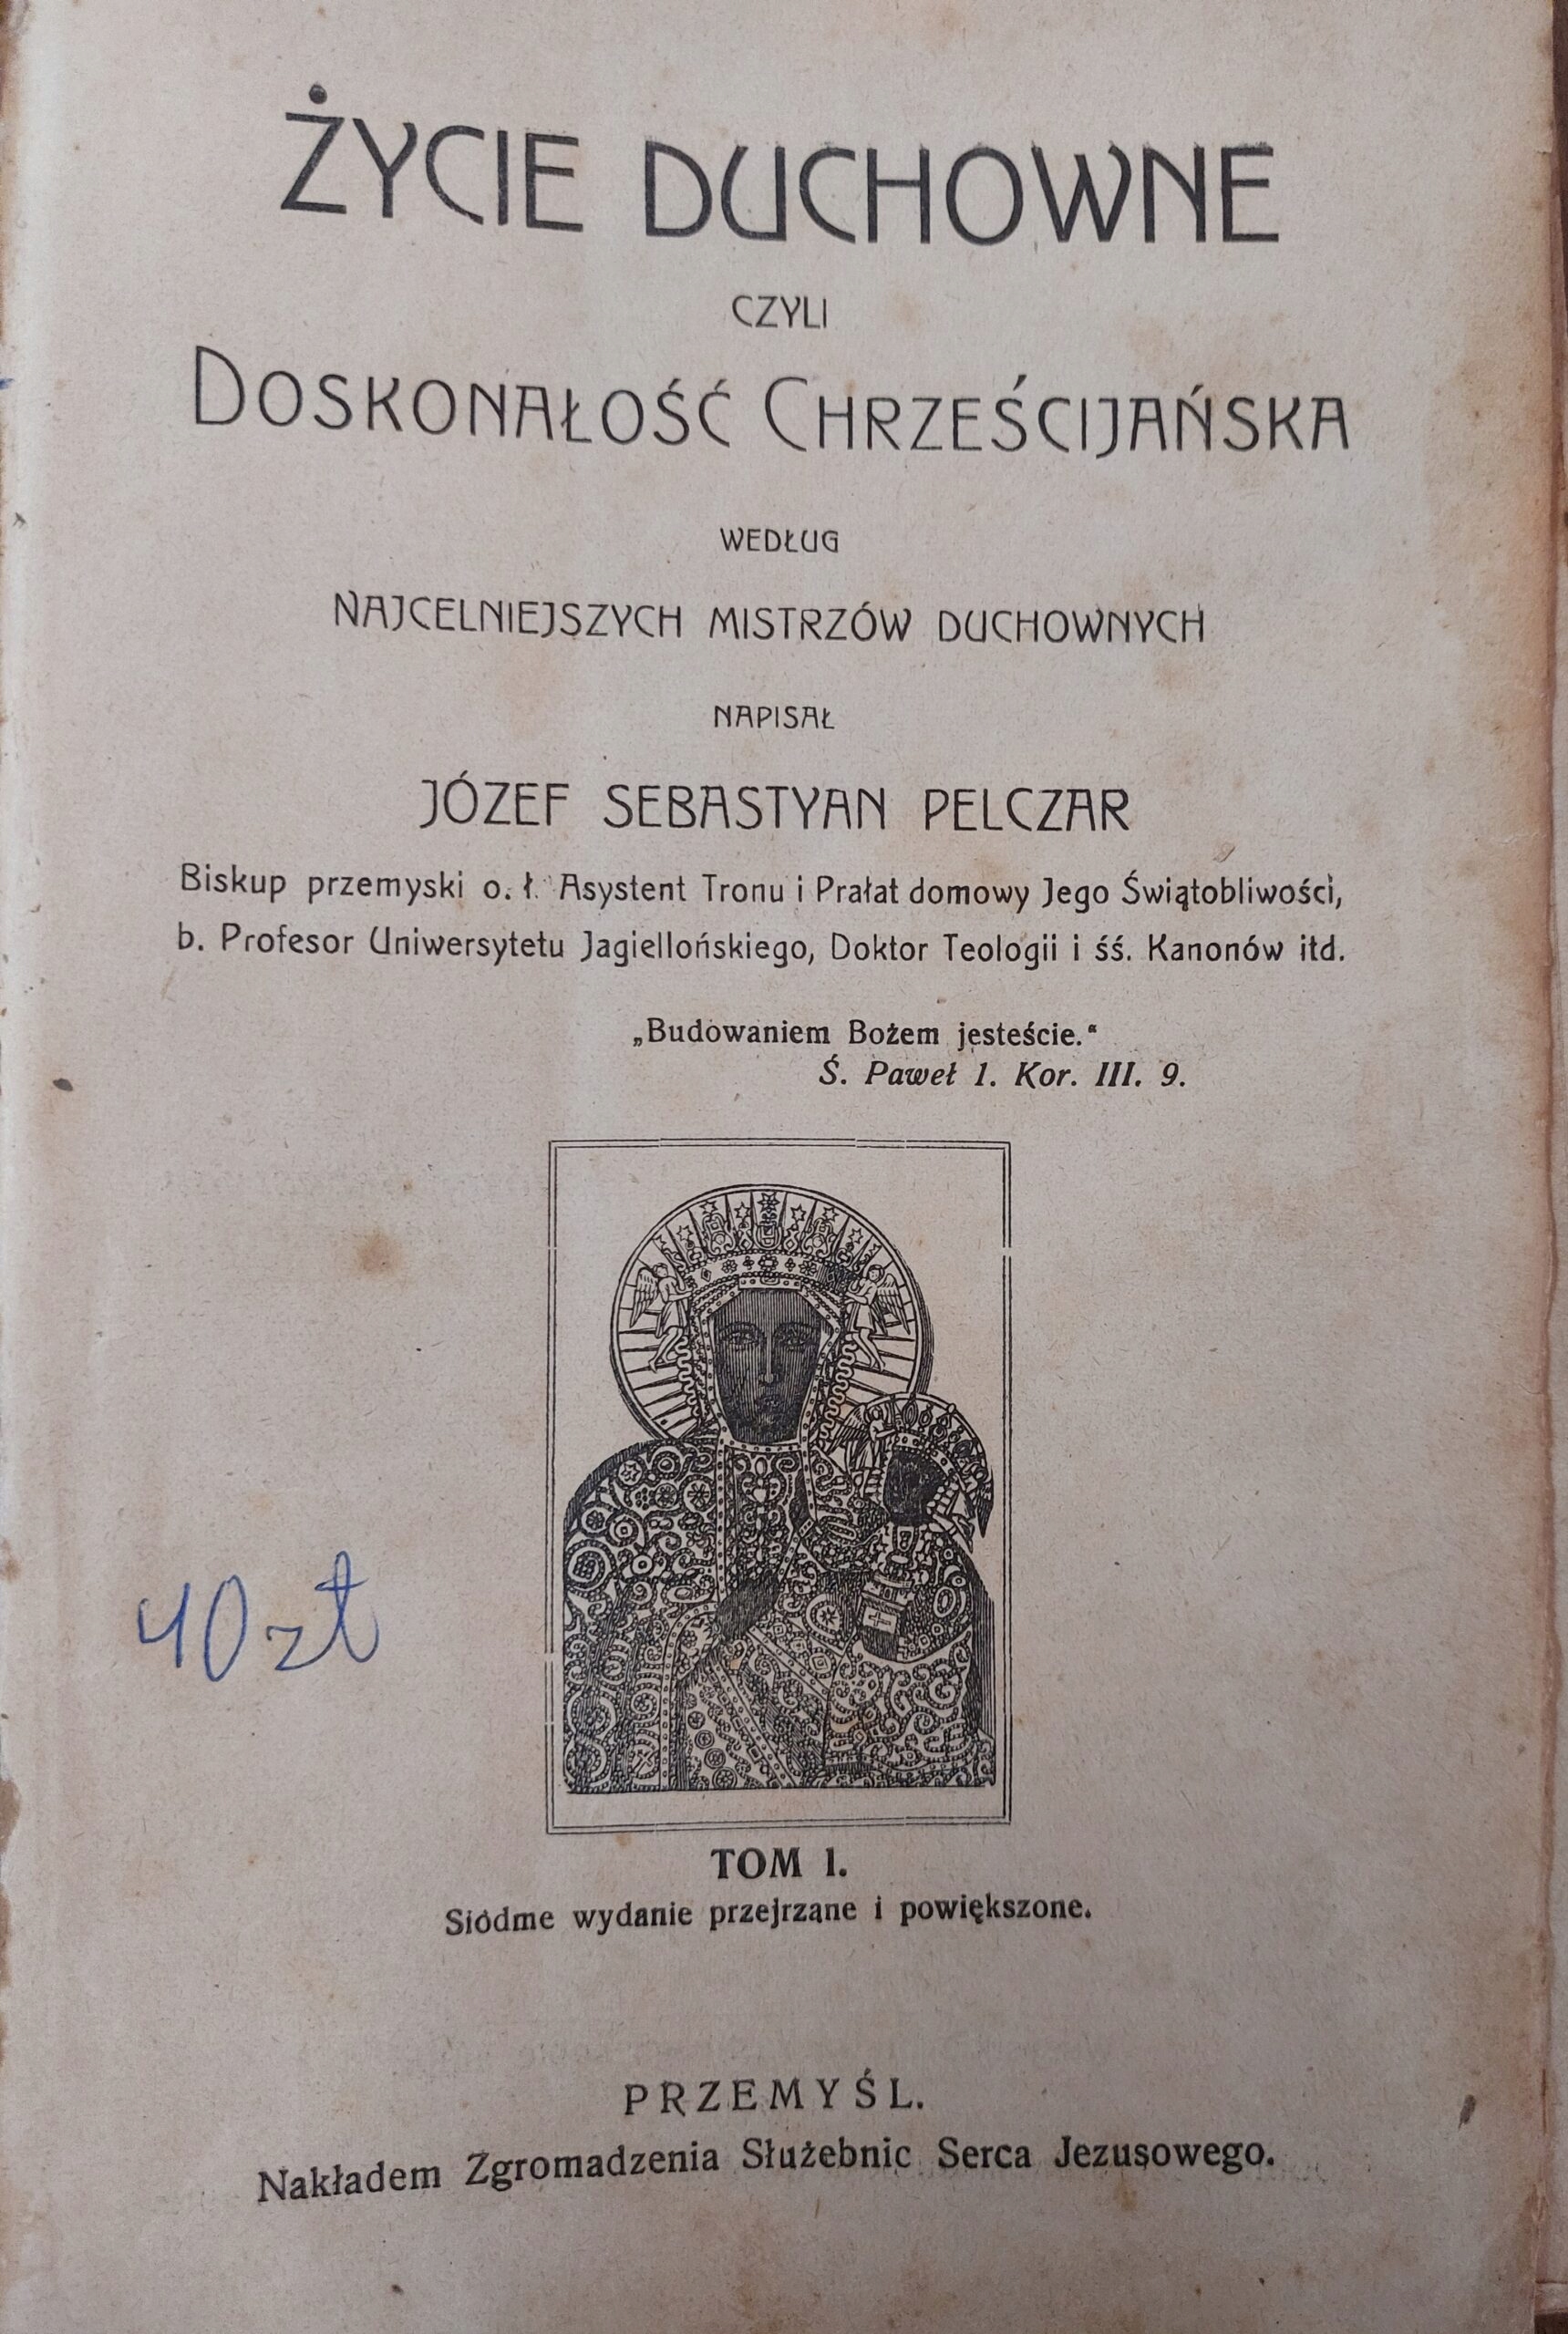 ŻYCIE DUCHOWNE
CZYLI
DOSKONAŁOŚĆ CHRZEŚCIJAŃSKA
WEDŁUG
NAJCELNIEJSZYCH MISTRZÓW DUCHOWNYCH
NAPISAŁ
JÓZEF SEBASTYAN PELCZAR
Biskup przemyski o. ł. Asystent Tronu i Prałat domowy Jego Świątobliwości,
b. Profesor Uniwersytetu Jagiellońskiego, Doktor Teologii i śś. Kanonów itd.
„Budowaniem Bożem jesteście.“
Ś. Paweł 1. Kor. III. 9.
40 zł
TOM I.
Siódme wydanie przejrzane i powiększone.
PRZEMYŚL.
Nakładem Zgromadzenia Służebnic Serca Jezusowego.